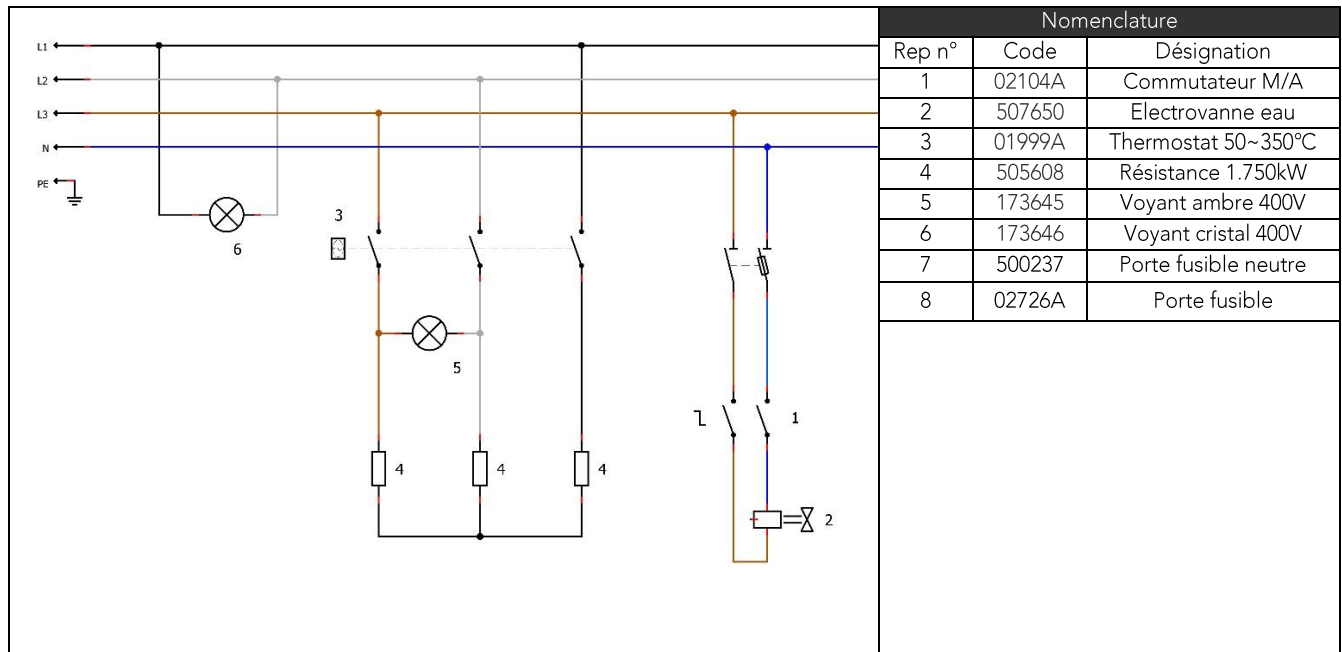 L1
L2
L3
N
PE
6
3
5
4 4 4
1
2
Nomenclature
Rep n° Code Désignation
1 02104A Commutateur M/A
2 507650 Electrovanne eau
3 01999A Thermostat 50~350°C
4 505608 Résistance 1.750kW
5 173645 Voyant ambre 400V
6 173646 Voyant cristal 400V
7 500237 Porte fusible neutre
8 02726A Porte fusible